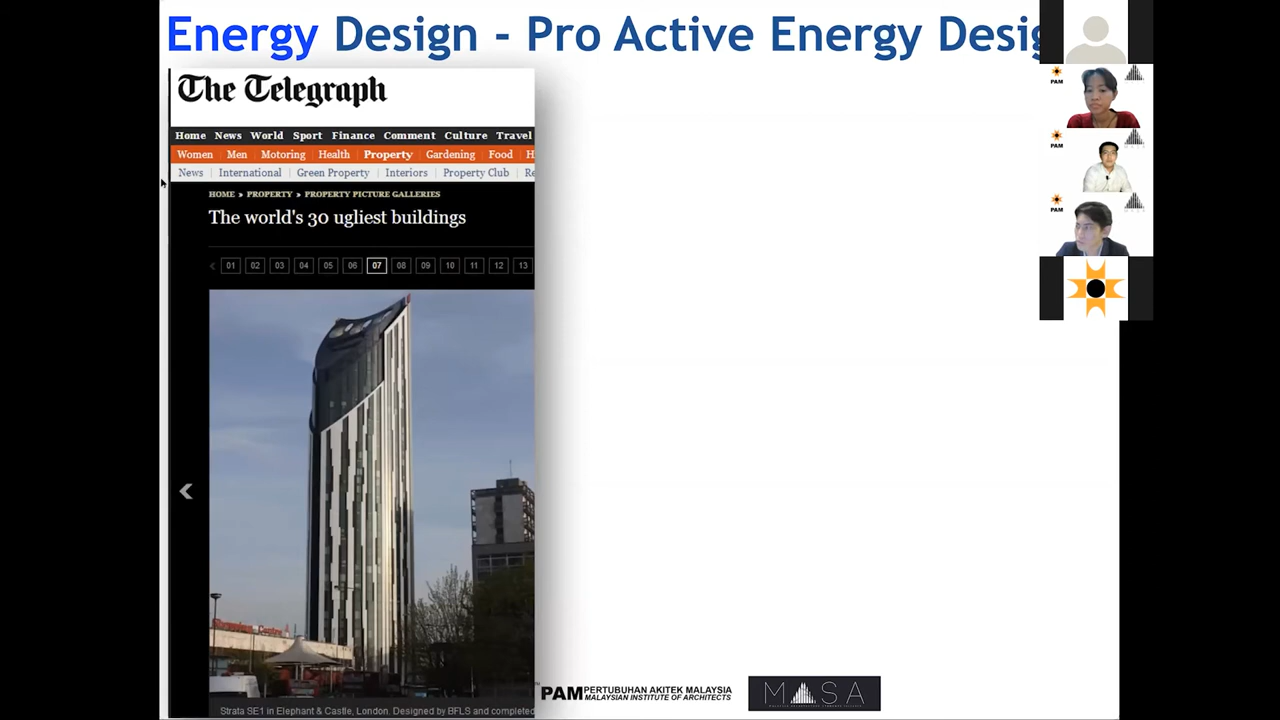 Energy Design - Pro Active Energy Desig
The Telegraph
Home News World Sport Finance Comment Culture Travel
Women Men Motoring Health Property Gardening Food H
News International Green Property Interiors Property Club Re
HOME » PROPERTY » PROPERTY PICTURE GALLERIES
The world's 30 ugliest buildings
01 02 03 04 05 06 07 08 09 10 11 12 13
Strata SE1 in Elephant & Castle, London. Designed by BFLS and completed
PAM PERTUBUHAN AKITEK MALAYSIA
MALAYSIAN INSTITUTE OF ARCHITECTS
MASA
PAM
PAM
PAM